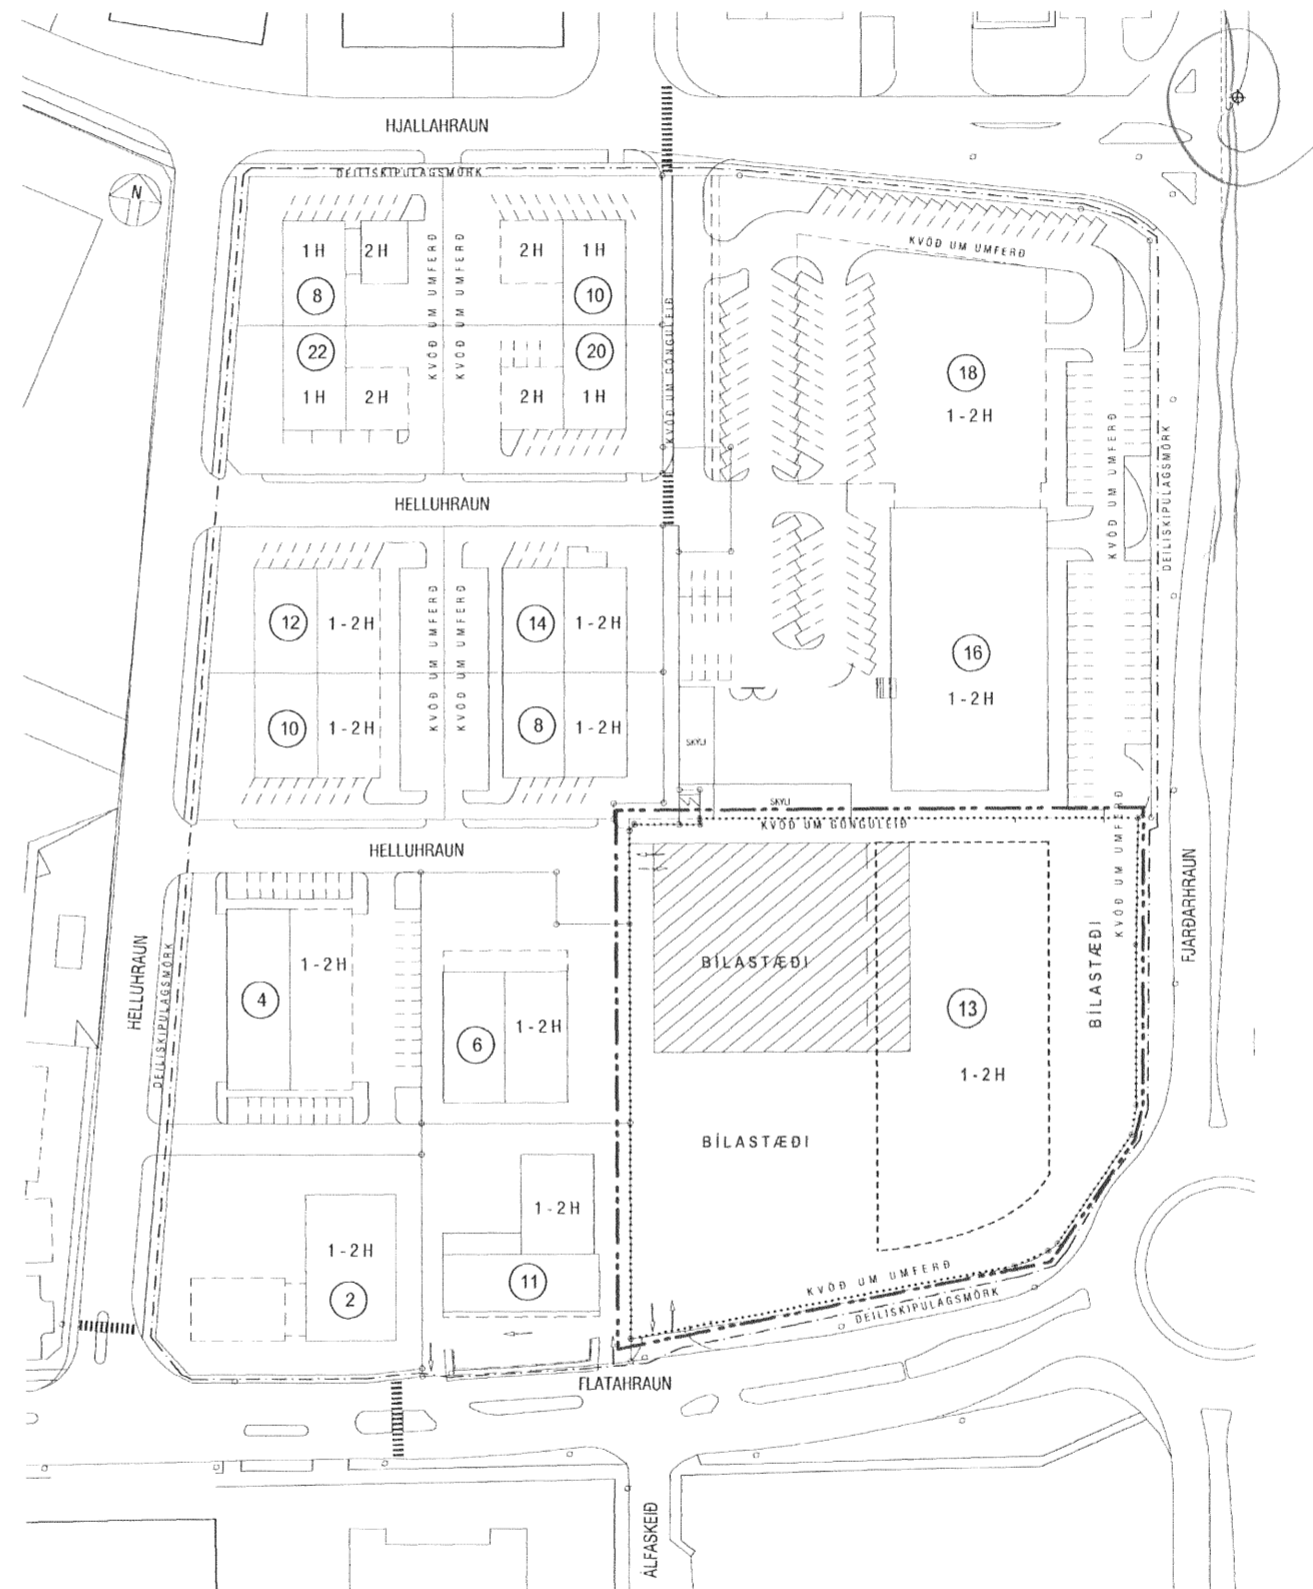 HJALLAHRAUN
DEILISKIPULAGSMÖRK
N
1H
2H
2H
1H
KVÖÐ UM UMFERÐ
8
10
KVÖÐ UM UMFERÐ
KVÖÐ UM UMFERÐ
KVÖÐ UM GÖNGULEIÐ
22
20
1H
2H
2H
1H
18
1-2H
KVÖÐ UM UMFERÐ
DEILISKIPULAGSMÖRK
HELLUHRAUN
12
1-2H
14
1-2H
KVÖÐ UM UMFERÐ
KVÖÐ UM UMFERÐ
16
1-2H
10
1-2H
8
1-2H
SKÝLI
SKÝLI
KVÖÐ UM GÖNGULEIÐ
KVÖÐ UM UMFERÐ
HELLUHRAUN
FJARÐARHRAUN
HELLUHRAUN
DEILISKIPULAGSMÖRK
1-2H
4
6
1-2H
BÍLASTÆÐI
BÍLASTÆÐI
13
1-2H
BÍLASTÆÐI
1-2H
1-2H
2
11
KVÖÐ UM UMFERÐ
DEILISKIPULAGSMÖRK
FLATAHRAUN
ÁLFASKEIÐ